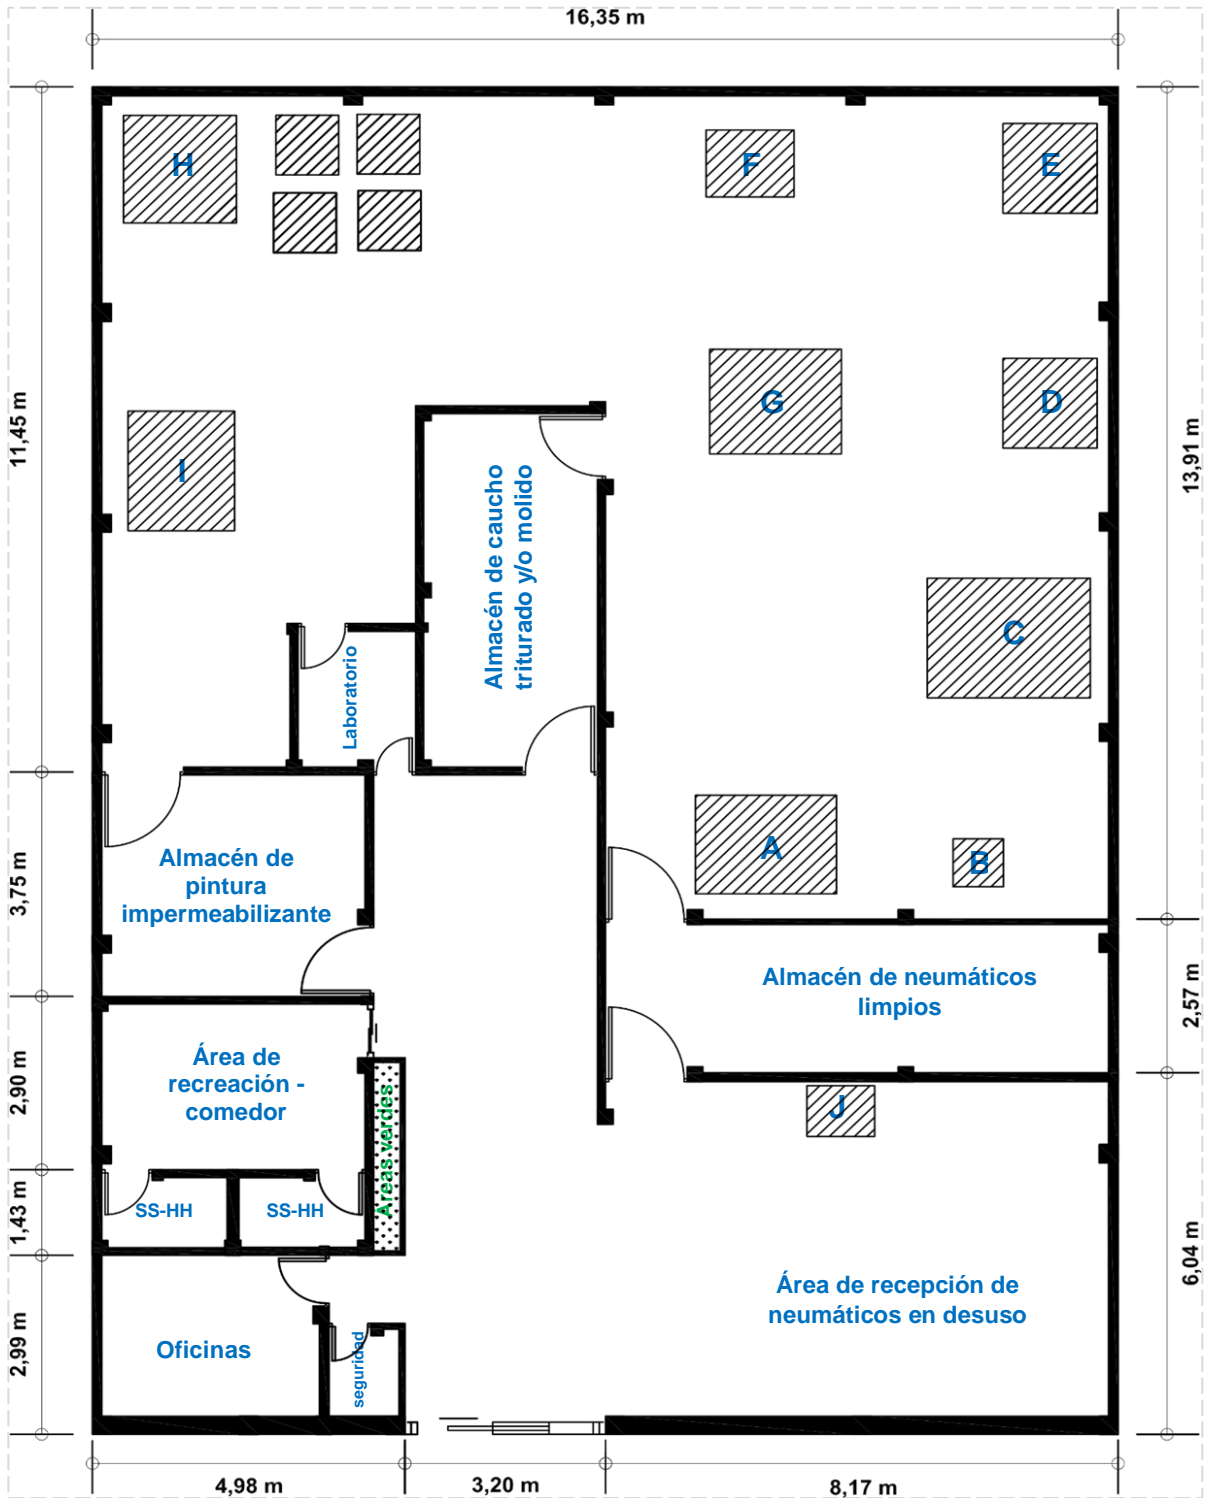 16,35 m
H
F
E
G
D
11,45 m
13,91 m
I
Almacén de caucho
triturado y/o molido
C
Laboratorio
A
B
3,75 m
Almacén de
pintura
impermeabilizante
Almacén de neumáticos
limpios
2,57 m
2,90 m
Área de
recreación -
comedor
Áreas verdes
J
1,43 m
SS-HH
SS-HH
6,04 m
Área de recepción de
neumáticos en desuso
2,99 m
Oficinas
seguridad
4,98 m
3,20 m
8,17 m